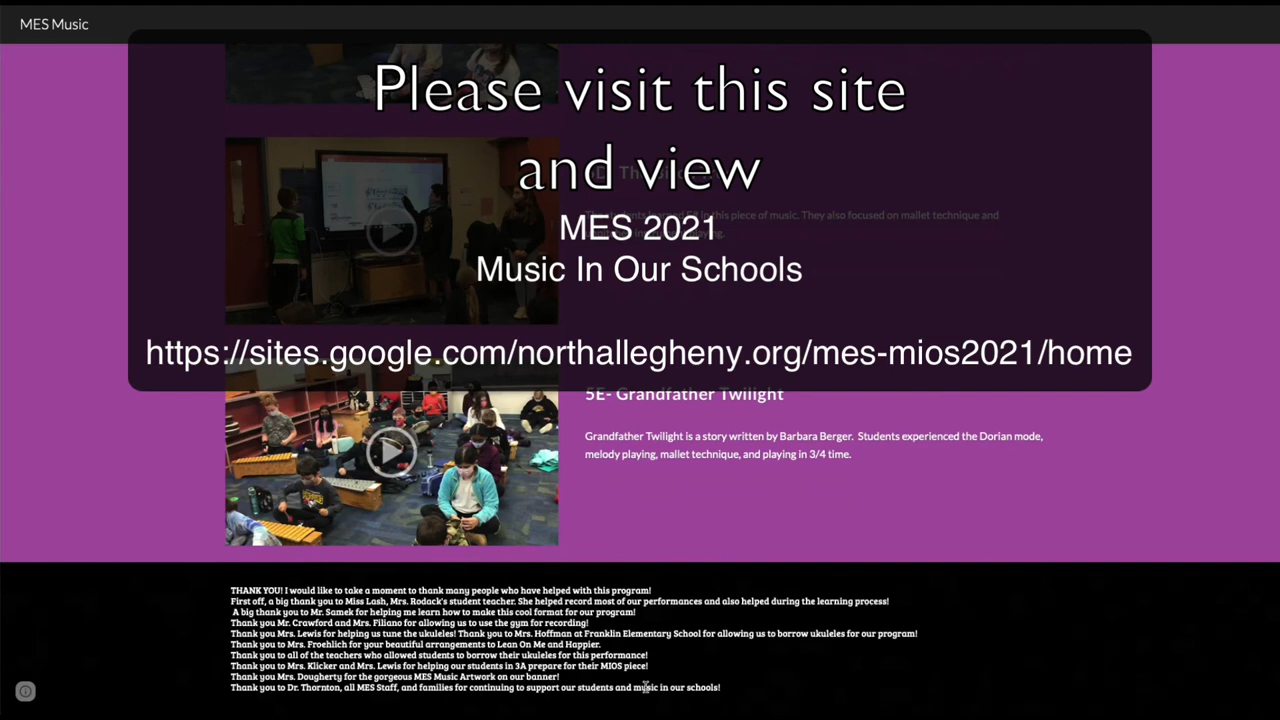 MES Music
Please visit this site
and view
MES 2021
Music In Our Schools
https://sites.google.com/northallegheny.org/mes-mios2021/home
in this piece of music. They also focused on mallet technique and
5E- Grandfather Twilight
Grandfather Twilight is a story written by Barbara Berger. Students experienced the Dorian mode,
melody playing, mallet technique, and playing in 3/4 time.
THANK YOU! I would like to take a moment to thank many people who have helped with this program!
First off, a big thank you to Miss Lash, Mrs. Rodack's student teacher. She helped record most of our performances and also helped during the learning process!
A big thank you to Mr. Samek for helping me learn how to make this cool format for our program!
Thank you Mr. Crawford and Mrs. Filiano for allowing us to use the gym for recording!
Thank you Mrs. Lewis for helping us tune the ukuleles! Thank you to Mrs. Hoffman at Franklin Elementary School for allowing us to borrow ukuleles for our program!
Thank you to Mrs. Froehlich for your beautiful arrangements to Lean On Me and Happier.
Thank you to all of the teachers who allowed students to borrow their ukuleles for this performance!
Thank you to Mrs. Klicker and Mrs. Lewis for helping our students in 3A prepare for their MIOS piece!
Thank you Mrs. Dougherty for the gorgeous MES Music Artwork on our banner!
Thank you to Dr. Thornton, all MES Staff, and families for continuing to support our students and music in our schools!